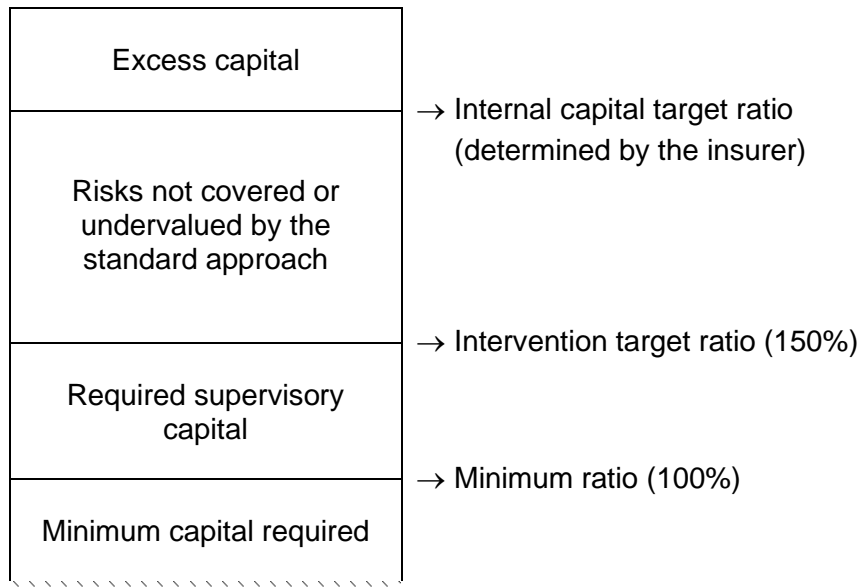 Excess capital
→ Internal capital target ratio
(determined by the insurer)
Risks not covered or
undervalued by the
standard approach
→ Intervention target ratio (150%)
Required supervisory
capital
→ Minimum ratio (100%)
Minimum capital required